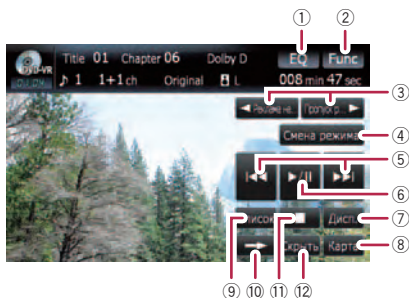 ① ②
DVD-VR Title 01 Chapter 06 Dolby D EQ Func
♪ 1 1+1 ch Original L 008 min 47 sec
◄ ►
③
Смена режима
④
⑤
►/II
⑥
Дисп.
⑦
Скрыть Карта
⑧
⑨ ⑩ ⑪ ⑫